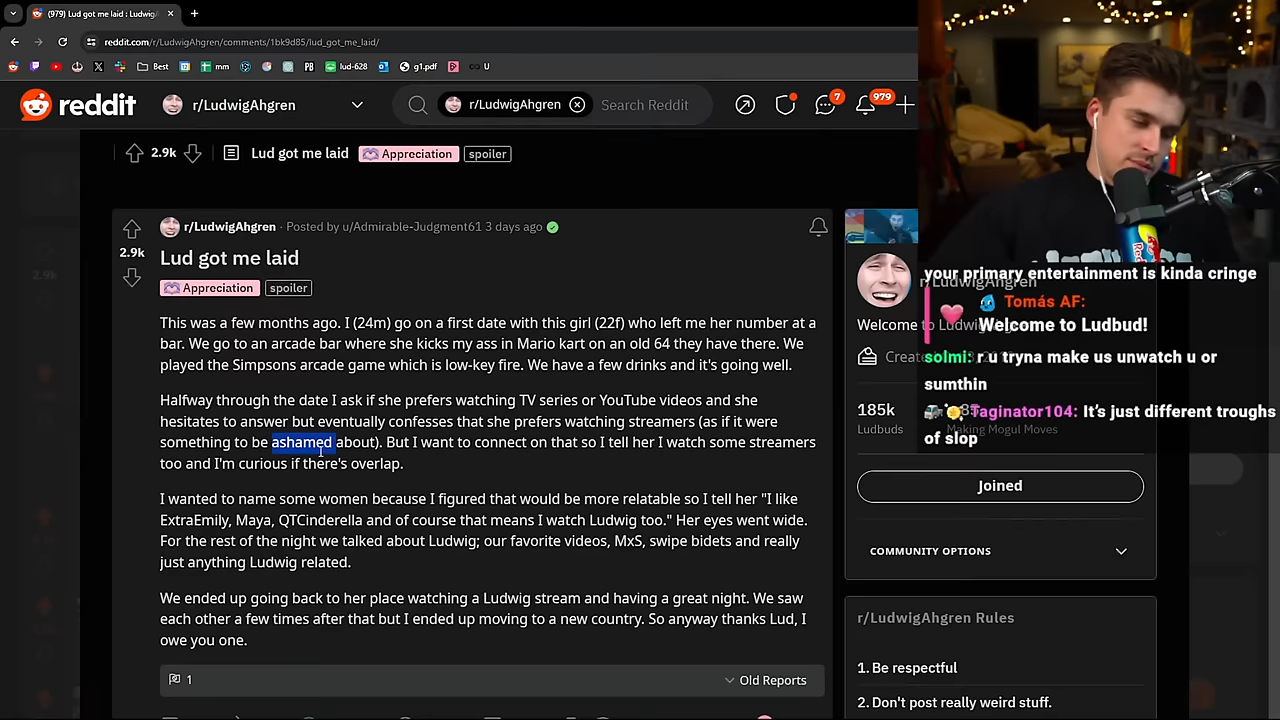 (979) Lud got me laid : Ludwig
reddit.com/r/LudwigAhgren/comments/1bk9d85/lud_got_me_laid/
Best
mm
PB
lud-628
g1.pdf
U
reddit
r/LudwigAhgren
r/LudwigAhgren
Search Reddit
7
979
2.9k
Lud got me laid
Appreciation
spoiler
r/LudwigAhgren · Posted by u/Admirable-Judgment61 3 days ago
2.9k
Lud got me laid
Appreciation
spoiler
This was a few months ago. I (24m) go on a first date with this girl (22f) who left me her number at a
bar. We go to an arcade bar where she kicks my ass in Mario kart on an old 64 they have there. We
played the Simpsons arcade game which is low-key fire. We have a few drinks and it's going well.
Halfway through the date I ask if she prefers watching TV series or YouTube videos and she
hesitates to answer but eventually confesses that she prefers watching streamers (as if it were
something to be ashamed about). But I want to connect on that so I tell her I watch some streamers
too and I'm curious if there's overlap.
I wanted to name some women because I figured that would be more relatable so I tell her "I like
ExtraEmily, Maya, QTCinderella and of course that means I watch Ludwig too." Her eyes went wide.
For the rest of the night we talked about Ludwig; our favorite videos, MxS, swipe bidets and really
just anything Ludwig related.
We ended up going back to her place watching a Ludwig stream and having a great night. We saw
each other a few times after that but I ended up moving to a new country. So anyway thanks Lud, I
owe you one.
1
Old Reports
your primary entertainment is kinda cringe
r/LudwigAhgren
Tomás AF:
Welcome to Ludbud!
Welcome to Ludwig
solmi: r u tryna make us unwatch u or
sumthin
Create
Taginator104: It's just different troughs
of slop
185k
Ludbuds
Making Mogul Moves
Joined
COMMUNITY OPTIONS
r/LudwigAhgren Rules
1. Be respectful
2. Don't post really weird stuff.